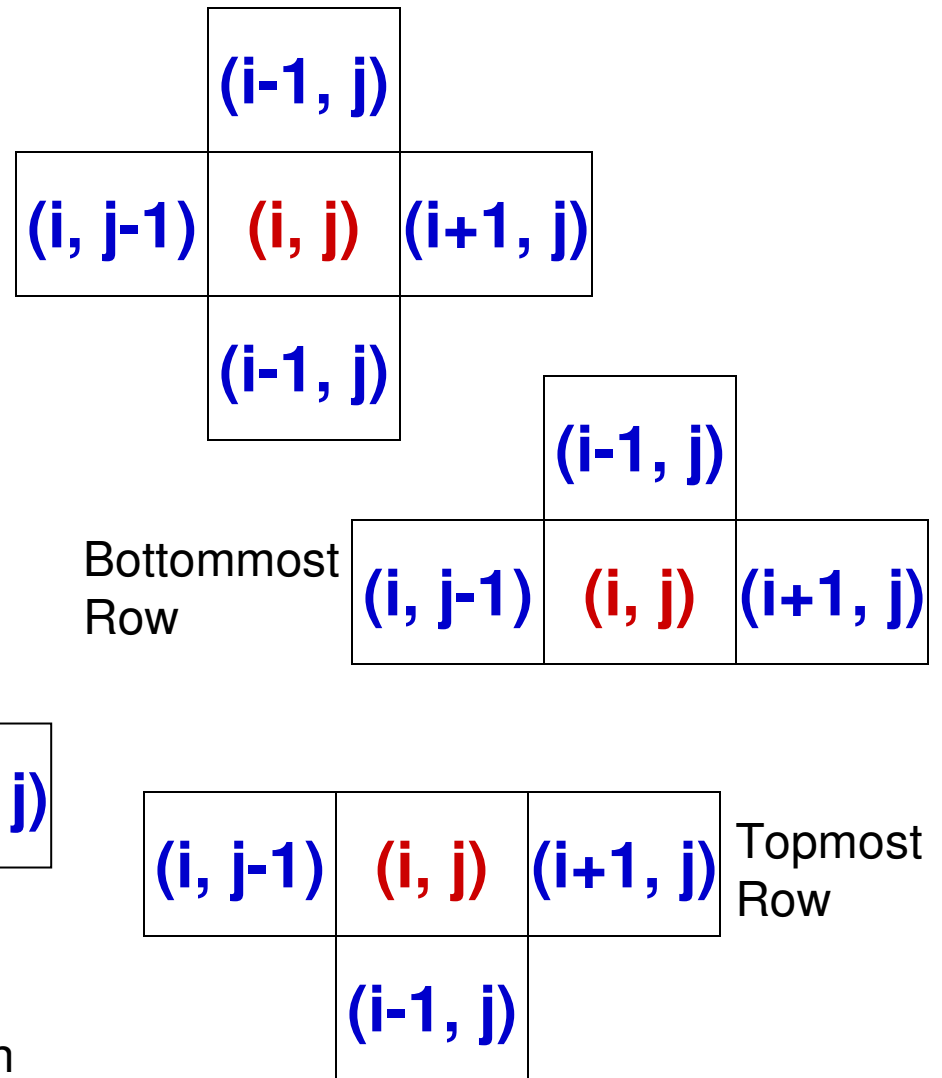 (i-1, j)
(i, j-1) (i, j) (i+1, j)
(i-1, j)
(i-1, j)
Bottommost
Row
(i, j-1) (i, j) (i+1, j)
j)
(i, j-1) (i, j) (i+1, j)
Topmost
Row
(i-1, j)
n